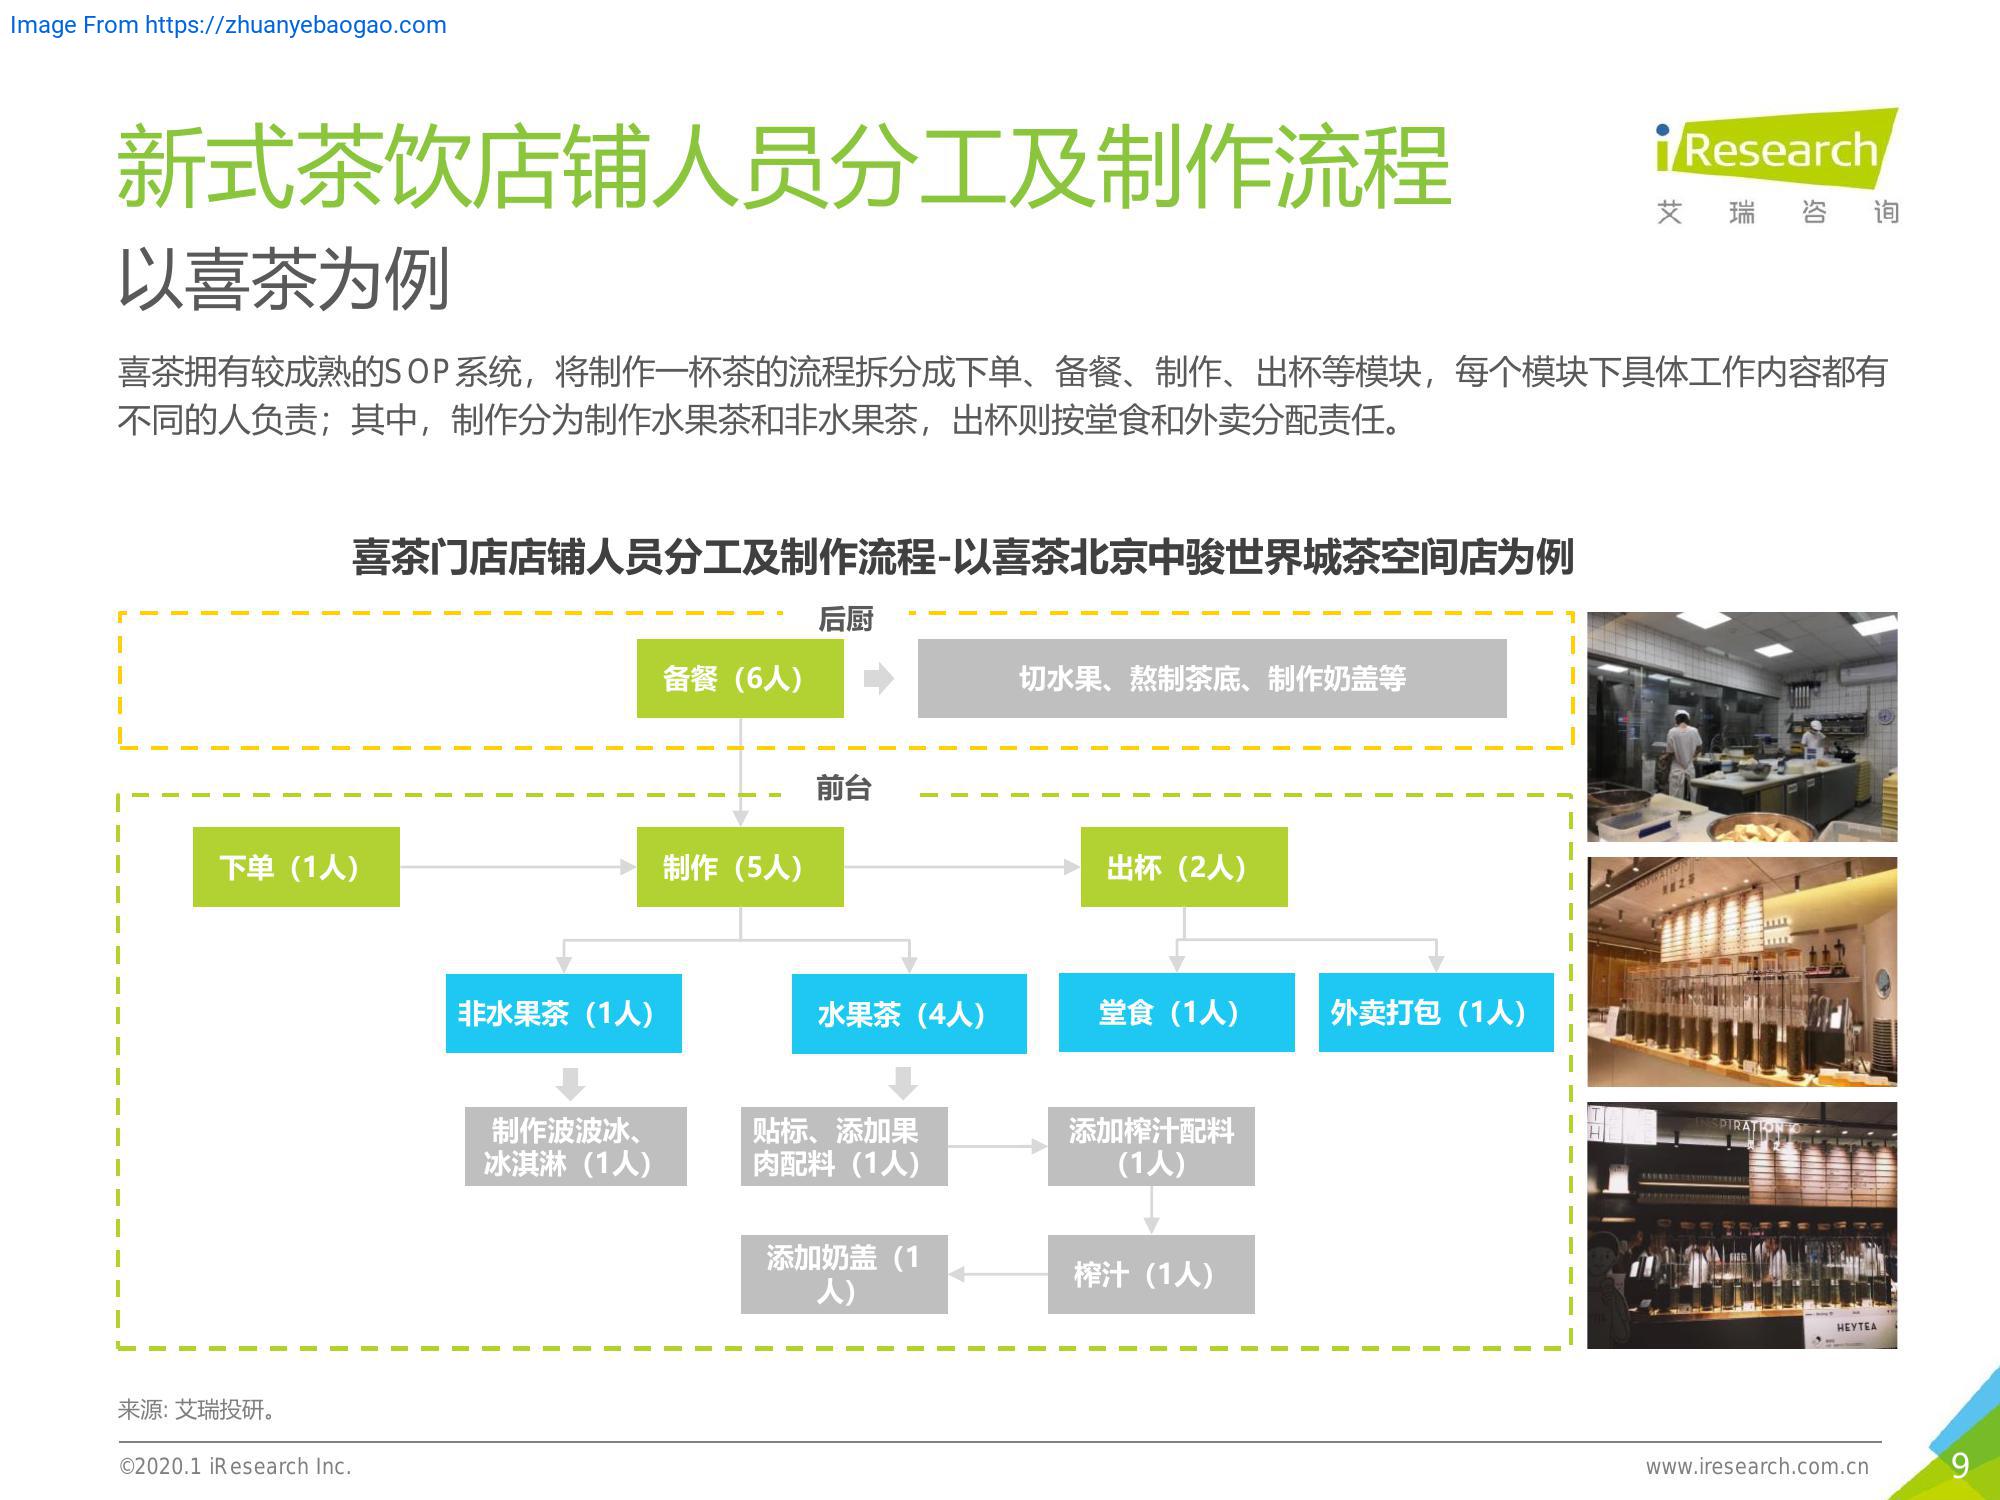 Image From https://zhuanyebaogao.com
新式茶饮店铺人员分工及制作流程
iResearch
艾瑞咨询
以喜茶为例
喜茶拥有较成熟的SOP系统，将制作一杯茶的流程拆分成下单、备餐、制作、出杯等模块，每个模块下具体工作内容都有
不同的人负责；其中，制作分为制作水果茶和非水果茶，出杯则按堂食和外卖分配责任。
喜茶门店店铺人员分工及制作流程-以喜茶北京中骏世界城茶空间店为例
后厨
备餐（6人）
切水果、熬制茶底、制作奶盖等
前台
下单（1人）
制作（5人）
出杯（2人）
非水果茶（1人）
水果茶（4人）
堂食（1人）
外卖打包（1人）
制作波波冰、
冰淇淋（1人）
贴标、添加果
肉配料（1人）
添加榨汁配料
（1人）
添加奶盖（1
人）
榨汁（1人）
INSPIRATION O
HEYTEA
来源: 艾瑞投研。
©2020.1 iResearch Inc.
www.iresearch.com.cn
9